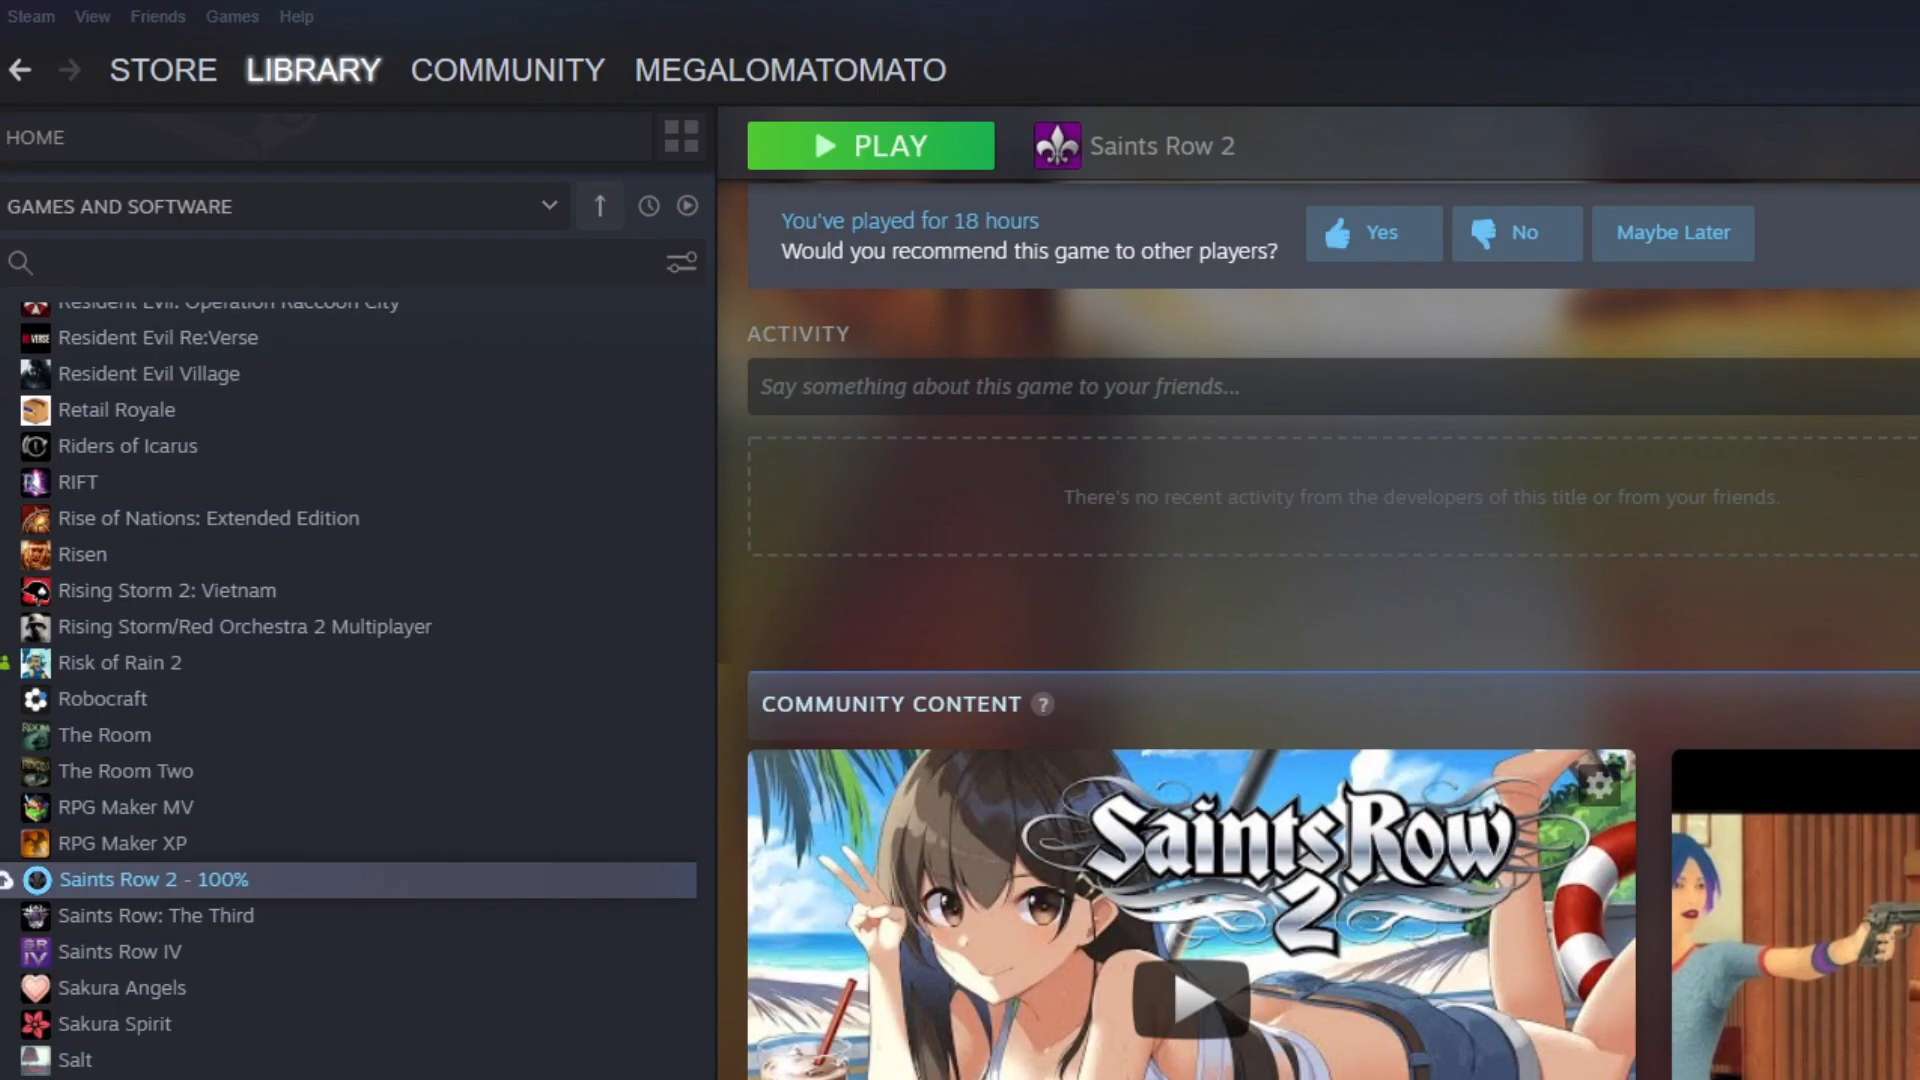 Steam View Friends Games Help
STORE LIBRARY COMMUNITY MEGALOMATOMATO
HOME
PLAY Saints Row 2
GAMES AND SOFTWARE
You've played for 18 hours
Would you recommend this game to other players?
Yes No Maybe Later
ACTIVITY
Say something about this game to your friends...
There's no recent activity from the developers of this title or from your friends.
COMMUNITY CONTENT ?
Saints Row
2
Resident Evil: Operation Raccoon City
Resident Evil Re:Verse
Resident Evil Village
Retail Royale
Riders of Icarus
RIFT
Rise of Nations: Extended Edition
Risen
Rising Storm 2: Vietnam
Rising Storm/Red Orchestra 2 Multiplayer
Risk of Rain 2
Robocraft
The Room
The Room Two
RPG Maker MV
RPG Maker XP
Saints Row 2 - 100%
Saints Row: The Third
Saints Row IV
Sakura Angels
Sakura Spirit
Salt